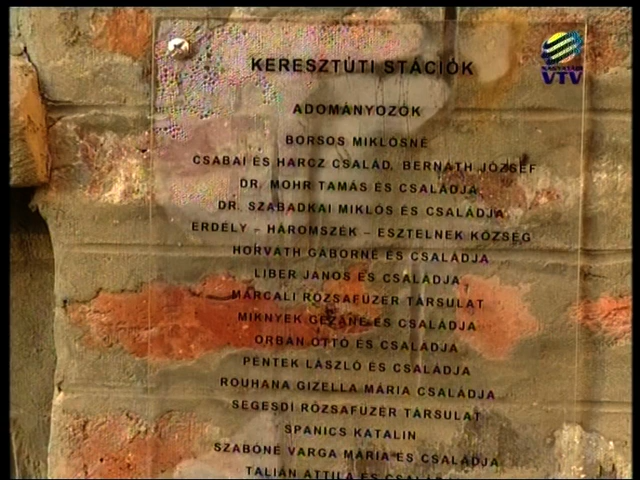 KERESZTÚTI STÁCIÓK
VTV
ADOMÁNYOZÓK
BORSOS MIKLÓSNÉ
CSABAI ÉS HARCZ CSALÁD, BERNÁTH JÓZSEF
DR. MOHR TAMÁS ÉS CSALÁDJA
DR. SZABADKAI MIKLÓS ÉS CSALÁDJA
ERDÉLY – HÁROMSZÉK – ESZTELNEK KÖZSÉG
HORVÁTH GÁBORNÉ ÉS CSALÁDJA
LIBER JÁNOS ÉS CSALÁDJA
MARCALI RÓZSAFÜZÉR TÁRSULAT
MIKNYEK GÉZÁNÉ ÉS CSALÁDJA
ORBÁN OTTÓ ÉS CSALÁDJA
PÉNTEK LÁSZLÓ ÉS CSALÁDJA
ROUHANA GIZELLA MÁRIA CSALÁDJA
SEGESDI RÓZSAFÜZÉR TÁRSULAT
SPANICS KATALIN
SZABÓNÉ VARGA MÁRIA ÉS CSALÁDJA
TALIÁN ATTILA ÉS CSALÁDJA